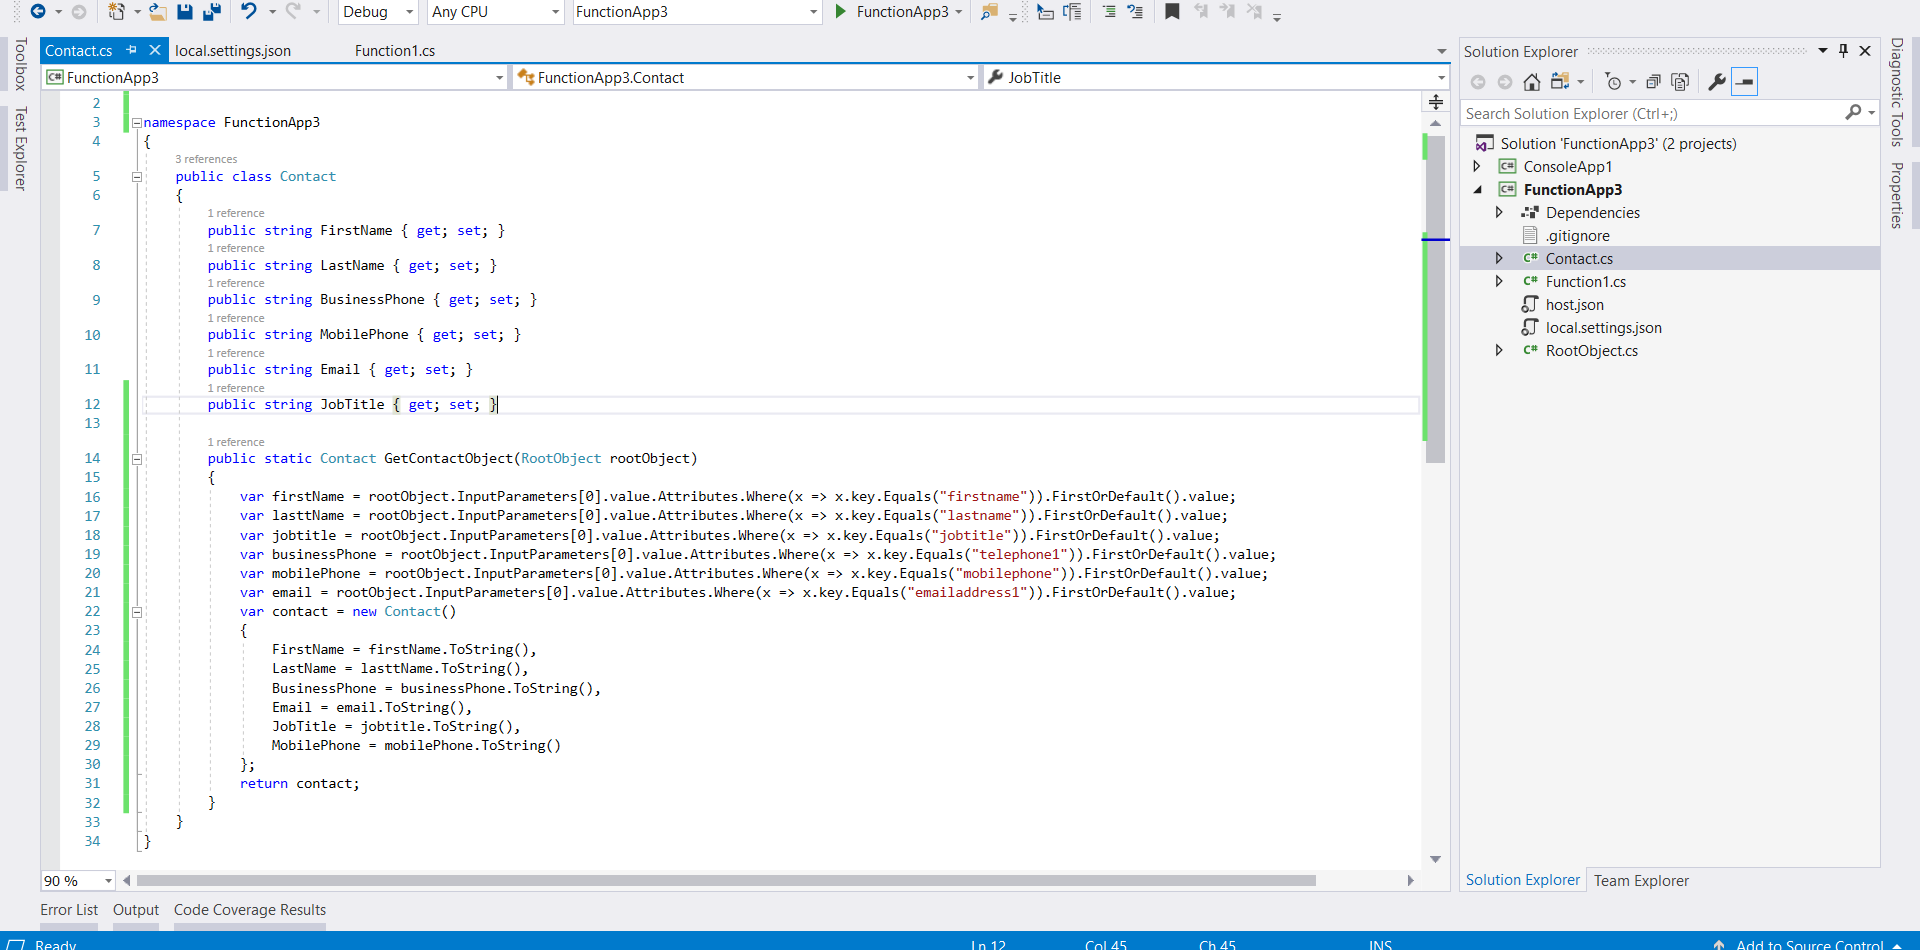 Debug Any CPU FunctionApp3 FunctionApp3
Contact.cs local.settings.json Function1.cs
FunctionApp3 FunctionApp3.Contact JobTitle
Toolbox
Test Explorer
2
3 namespace FunctionApp3
4 {
3 references
5 public class Contact
6 {
1 reference
7 public string FirstName { get; set; }
1 reference
8 public string LastName { get; set; }
1 reference
9 public string BusinessPhone { get; set; }
1 reference
10 public string MobilePhone { get; set; }
1 reference
11 public string Email { get; set; }
1 reference
12 public string JobTitle { get; set; }
13
1 reference
14 public static Contact GetContactObject(RootObject rootObject)
15 {
16 var firstName = rootObject.InputParameters[0].value.Attributes.Where(x => x.key.Equals("firstname")).FirstOrDefault().value;
17 var lasttName = rootObject.InputParameters[0].value.Attributes.Where(x => x.key.Equals("lastname")).FirstOrDefault().value;
18 var jobtitle = rootObject.InputParameters[0].value.Attributes.Where(x => x.key.Equals("jobtitle")).FirstOrDefault().value;
19 var businessPhone = rootObject.InputParameters[0].value.Attributes.Where(x => x.key.Equals("telephone1")).FirstOrDefault().value;
20 var mobilePhone = rootObject.InputParameters[0].value.Attributes.Where(x => x.key.Equals("mobilephone")).FirstOrDefault().value;
21 var email = rootObject.InputParameters[0].value.Attributes.Where(x => x.key.Equals("emailaddress1")).FirstOrDefault().value;
22 var contact = new Contact()
23 {
24 FirstName = firstName.ToString(),
25 LastName = lasttName.ToString(),
26 BusinessPhone = businessPhone.ToString(),
27 Email = email.ToString(),
28 JobTitle = jobtitle.ToString(),
29 MobilePhone = mobilePhone.ToString()
30 };
31 return contact;
32 }
33 }
34 }
90 %
Solution Explorer
Search Solution Explorer (Ctrl+;)
Solution 'FunctionApp3' (2 projects)
C# ConsoleApp1
C# FunctionApp3
Dependencies
.gitignore
C# Contact.cs
C# Function1.cs
host.json
local.settings.json
C# RootObject.cs
Solution Explorer Team Explorer
Diagnostic Tools
Properties
Error List Output Code Coverage Results
Ready Ln 12 Col 45 Ch 45 INS Add to Source Control